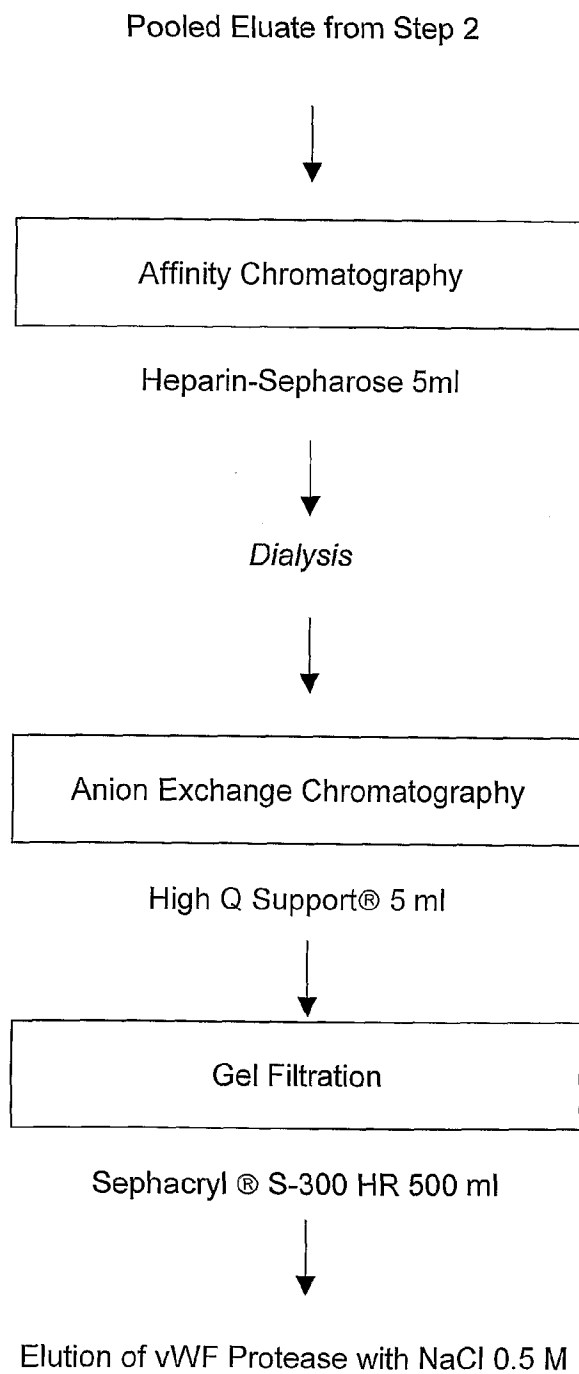 Pooled Eluate from Step 2
Affinity Chromatography
Heparin-Sepharose 5ml
Dialysis
Anion Exchange Chromatography
High Q Support® 5 ml
Gel Filtration
Sephacryl ® S-300 HR 500 ml
Elution of vWF Protease with NaCl 0.5 M